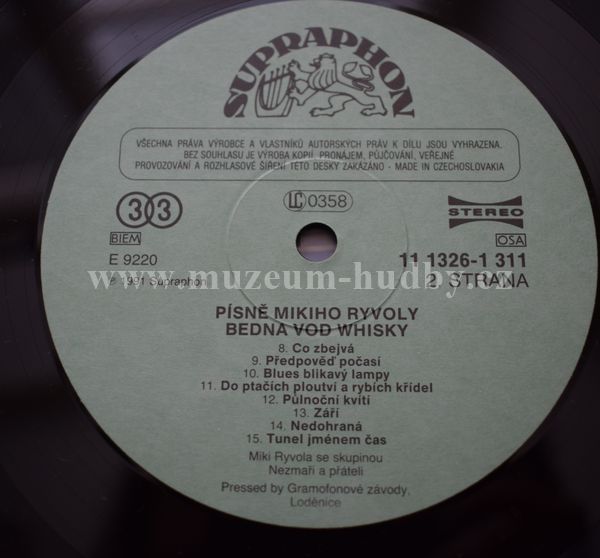 SUPRAPHON
VŠECHNA PRÁVA VÝROBCE A VLASTNÍKŮ AUTORSKÝCH PRÁV K DÍLU JSOU VYHRAZENA.
BEZ SOUHLASU JE VÝROBA KOPIÍ, PRONÁJEM, PŮJČOVÁNÍ, VEŘEJNÉ
PROVOZOVÁNÍ A ROZHLASOVÉ ŠÍŘENÍ TÉTO DESKY ZAKÁZÁNO - MADE IN CZECHOSLOVAKIA
33 LC 0358 STEREO
BIEM OSA
E 9220 11 1326-1 311
℗ 1991 Supraphon 2. STRANA
www.muzeum-hudby.cz
PÍSNĚ MIKIHO RYVOLY
BEDNA VOD WHISKY
8. Co zbejvá
9. Předpověď počasí
10. Blues blikavý lampy
11. Do ptačích ploutví a rybích křídel
12. Půlnoční kvítí
13. Září
14. Nedohraná
15. Tunel jménem čas
Miki Ryvola se skupinou
Nezmaři a přáteli
Pressed by Gramofonové závody,
Loděnice